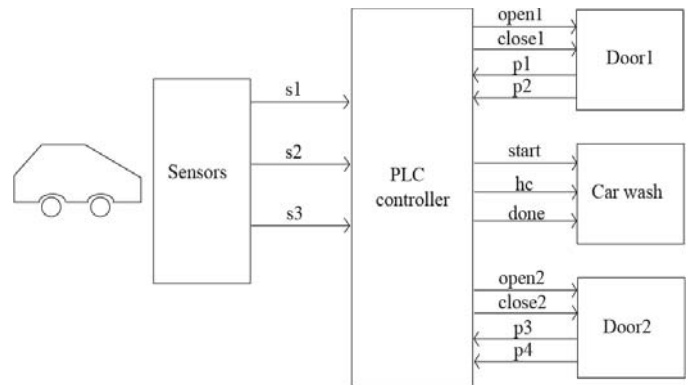 open1
close1
p1
p2
Door1
s1
s2
s3
Sensors
PLC
controller
start
hc
done
Car wash
open2
close2
p3
p4
Door2